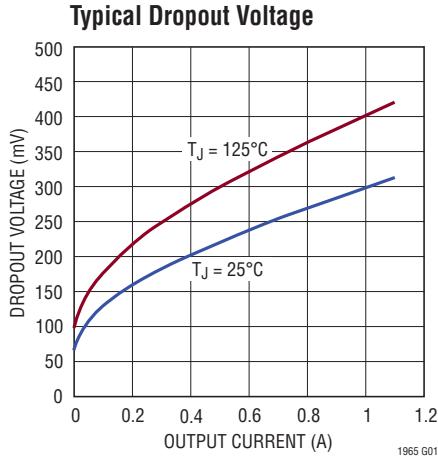 Typical Dropout Voltage
DROPOUT VOLTAGE (mV)
500
450
400
350
300
250
200
150
100
50
0
TJ = 125°C
TJ = 25°C
0 0.2 0.4 0.6 0.8 1 1.2
OUTPUT CURRENT (A)
1965 G01